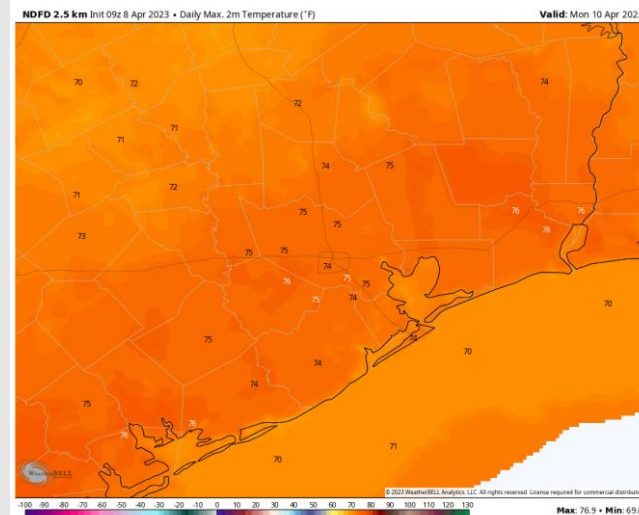 NDFD 2.5 km Init 09z 8 Apr 2023 • Daily Max. 2m Temperature (°F)
Valid: Mon 10 Apr 2023
70 72 74
72
71
71 75
74
71 72
75 76 76
75 76
73
75 75
74
76 75 75
75 74
70
75 74
70
74
74
75
76 76
70 71
WeatherBELL
© 2023 WeatherBELL Analytics, LLC. All rights reserved. License required for commercial distributi
-100 -90 -80 -70 -60 -50 -40 -30 -20 -10 0 10 20 30 40 50 60 70 80 90 100 110 120 130
Max: 76.9 • Min: 69